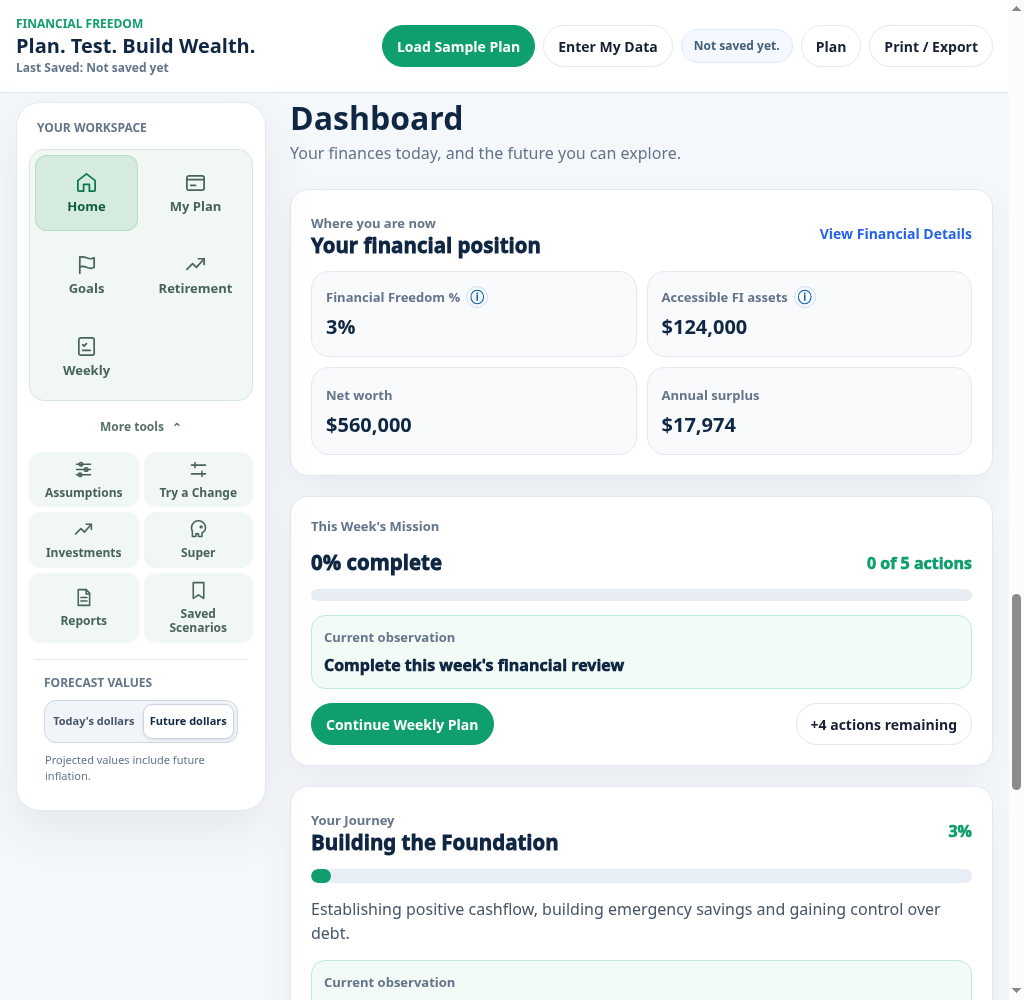 FINANCIAL FREEDOM
Plan. Test. Build Wealth.
Last Saved: Not saved yet
Load Sample Plan
Enter My Data
Not saved yet.
Plan
Print / Export
YOUR WORKSPACE
Home
My Plan
Goals
Retirement
Weekly
More tools
Assumptions
Try a Change
Investments
Super
Reports
Saved
Scenarios
FORECAST VALUES
Today's dollars
Future dollars
Projected values include future
inflation.
Dashboard
Your finances today, and the future you can explore.
Where you are now
Your financial position
View Financial Details
Financial Freedom %
3%
Accessible FI assets
$124,000
Net worth
$560,000
Annual surplus
$17,974
This Week's Mission
0% complete
0 of 5 actions
Current observation
Complete this week's financial review
Continue Weekly Plan
+4 actions remaining
Your Journey
Building the Foundation
3%
Establishing positive cashflow, building emergency savings and gaining control over
debt.
Current observation